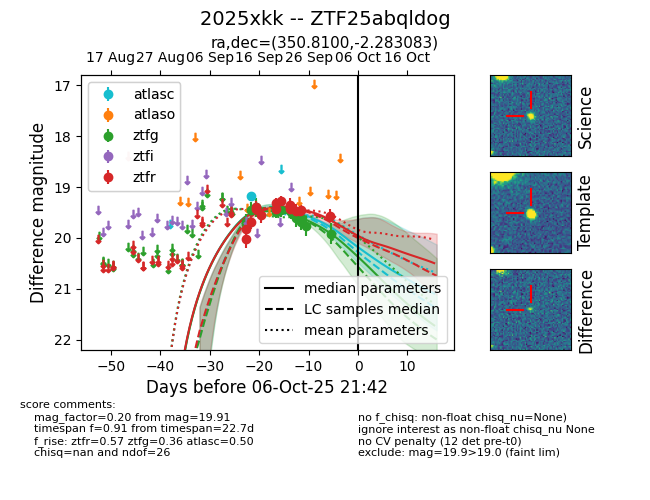 2025xkk -- ZTF25abqldog
ra,dec=(350.8100,-2.283083)
17 Aug 27 Aug 06 Sep 16 Sep 26 Sep 06 Oct 16 Oct
17
18
19
20
21
22
Difference magnitude
atlasc
atlaso
ztfg
ztfi
ztfr
median parameters
LC samples median
mean parameters
−50 −40 −30 −20 −10 0 10
Days before 06-Oct-25 21:42
Science
Template
Difference
score comments:
mag_factor=0.20 from mag=19.91
timespan f=0.91 from timespan=22.7d
f_rise: ztfr=0.57 ztfg=0.36 atlasc=0.50
chisq=nan and ndof=26
no f_chisq: non-float chisq_nu=None)
ignore interest as non-float chisq_nu None
no CV penalty (12 det pre-t0)
exclude: mag=19.9>19.0 (faint lim)